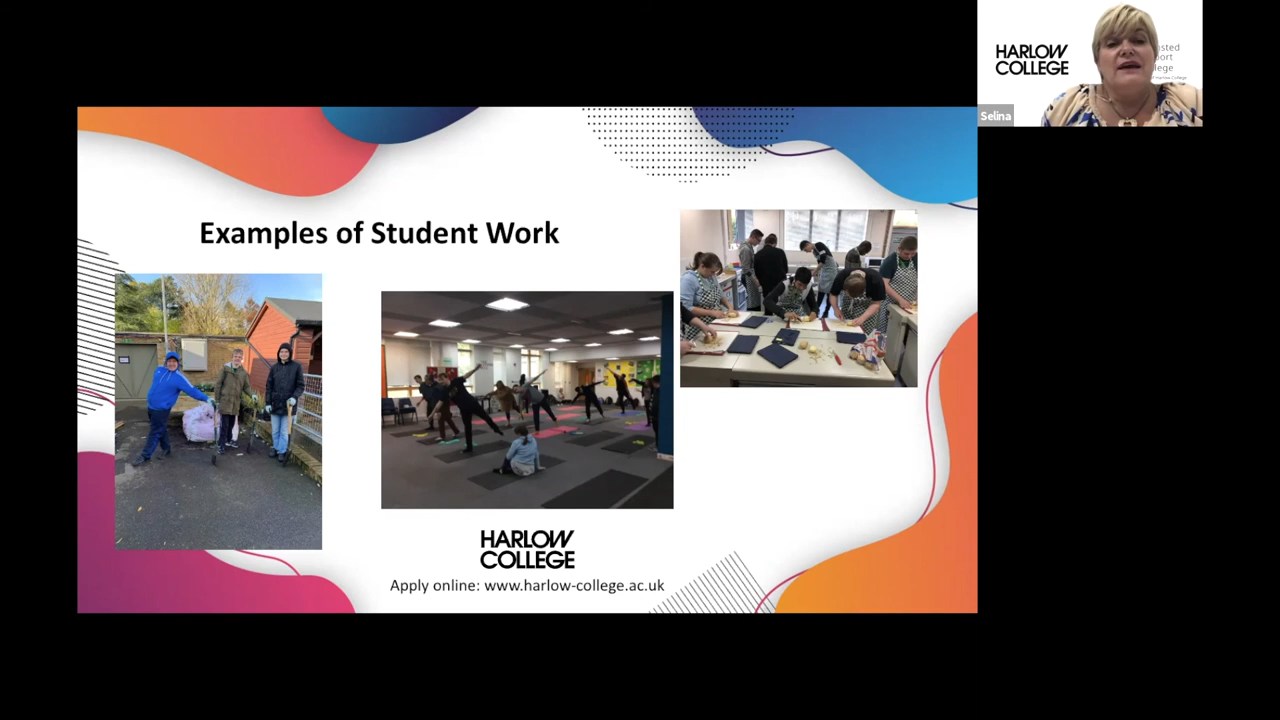 HARLOW
COLLEGE
Selina
Examples of Student Work
HARLOW
COLLEGE
Apply online: www.harlow-college.ac.uk